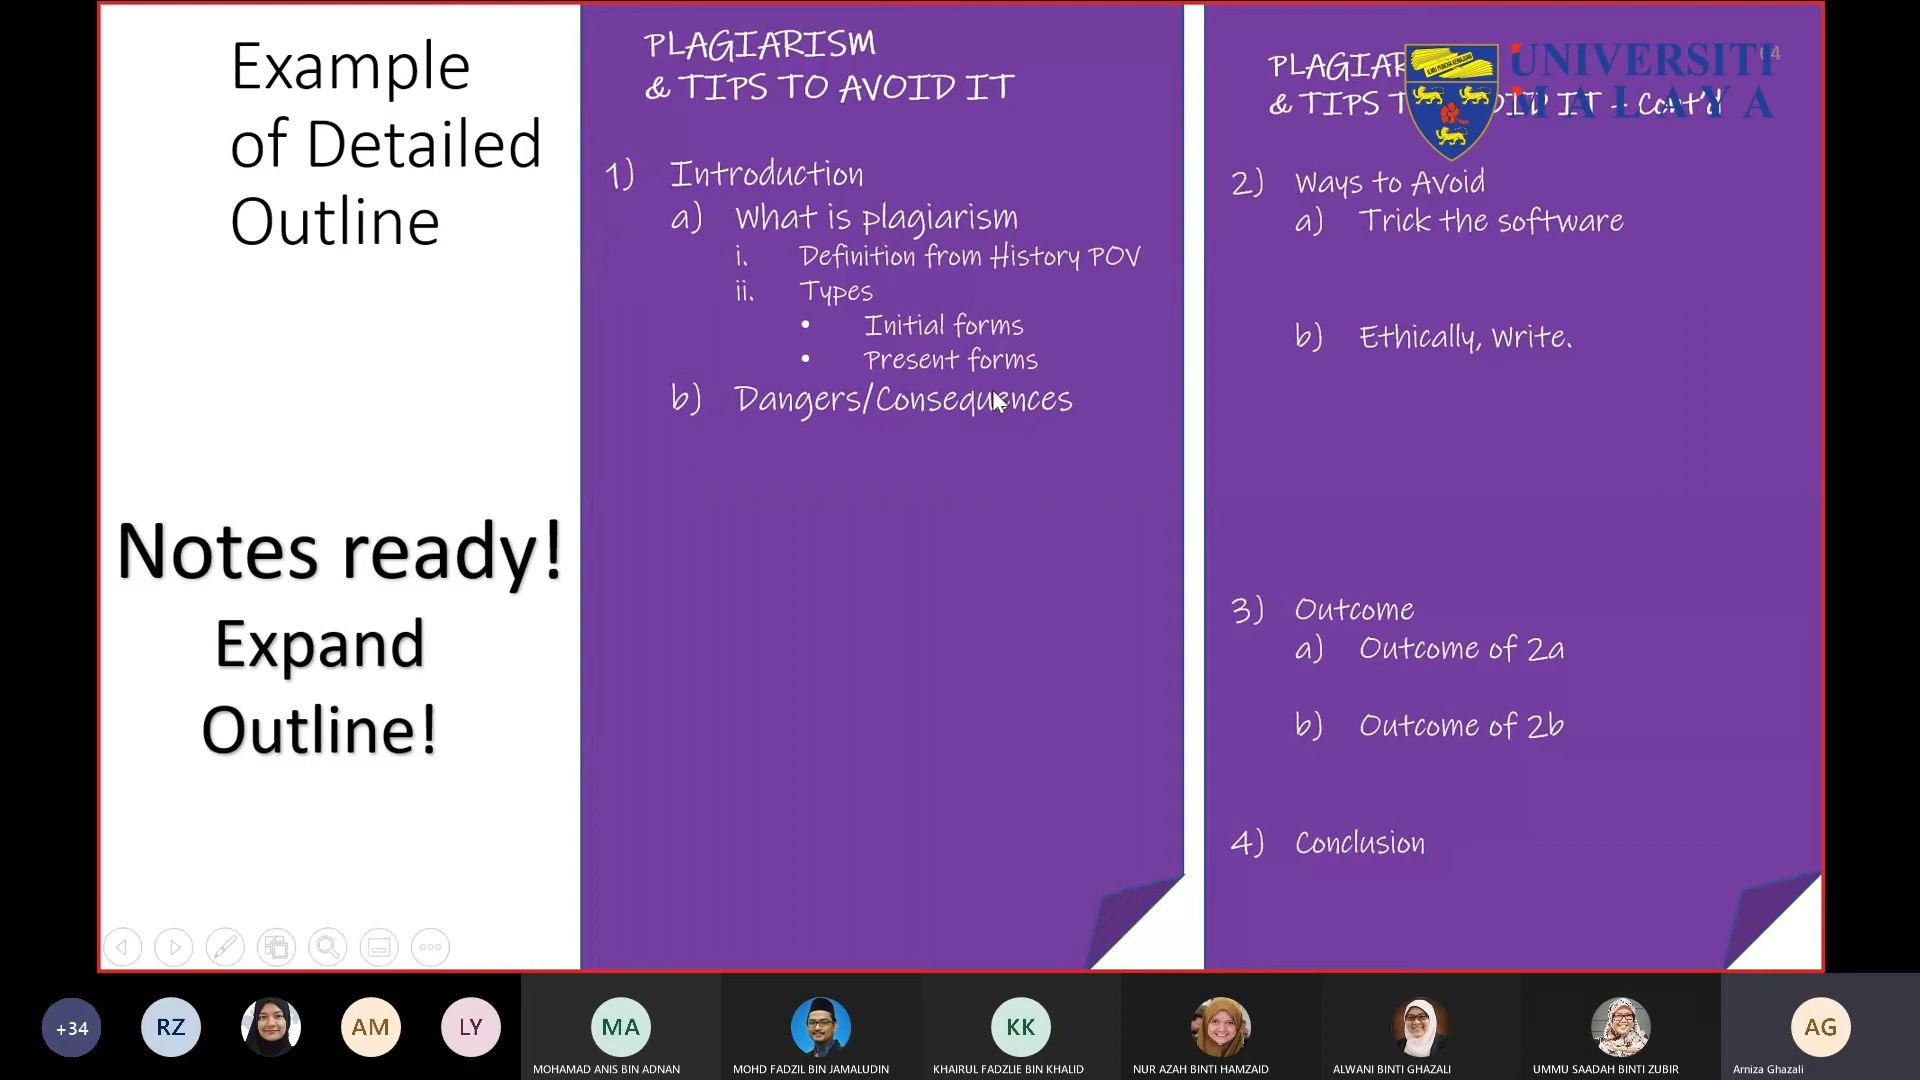 Example
of Detailed
Outline
Notes ready!
Expand
Outline!
PLAGIARISM
& TIPS TO AVOID IT
1) Introduction
a) What is plagiarism
i. Definition from History POV
ii. Types
• Initial forms
• Present forms
b) Dangers/Consequences
UNIVERSITI
MALAYA
& TIPS IT - Cont'd
2) Ways to Avoid
a) Trick the software
b) Ethically, Write.
3) Outcome
a) Outcome of 2a
b) Outcome of 2b
4) Conclusion
+34
RZ
AM
LY
MA
KK
AG
MOHAMAD ANIS BIN ADNAN
MOHD FADZIL BIN JAMALUDIN
KHAIRUL FADZLIE BIN KHALID
NUR AZAH BINTI HAMZAID
ALWANI BINTI GHAZALI
UMMU SAADAH BINTI ZUBIR
Arniza Ghazali